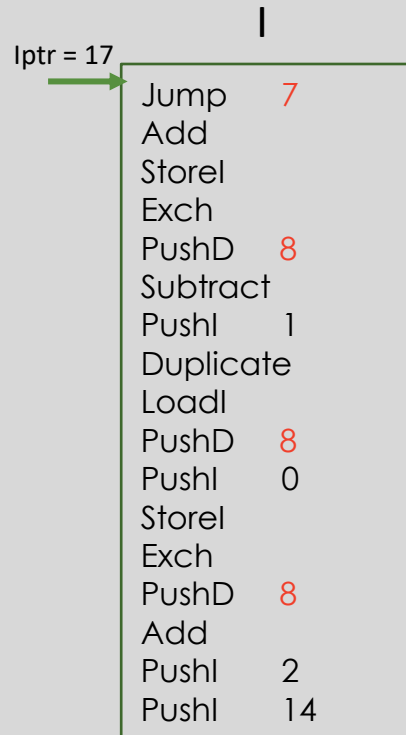 I
Iptr = 17
Jump 7
Add
StoreI
Exch
PushD 8
Subtract
PushI 1
Duplicate
LoadI
PushD 8
PushI 0
StoreI
Exch
PushD 8
Add
PushI 2
PushI 14